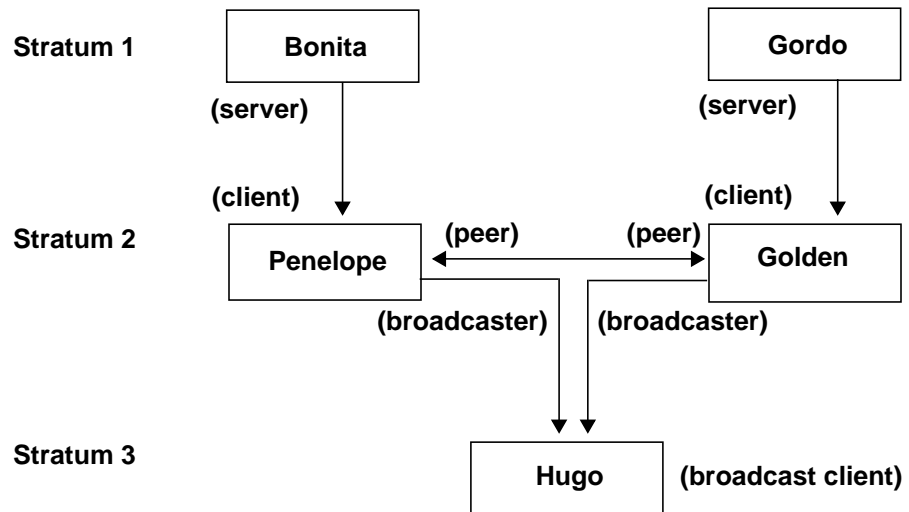 Stratum 1
Bonita
Gordo
(server)
(server)
(client)
(client)
Stratum 2
(peer)
(peer)
Penelope
Golden
(broadcaster)
(broadcaster)
Stratum 3
Hugo
(broadcast client)